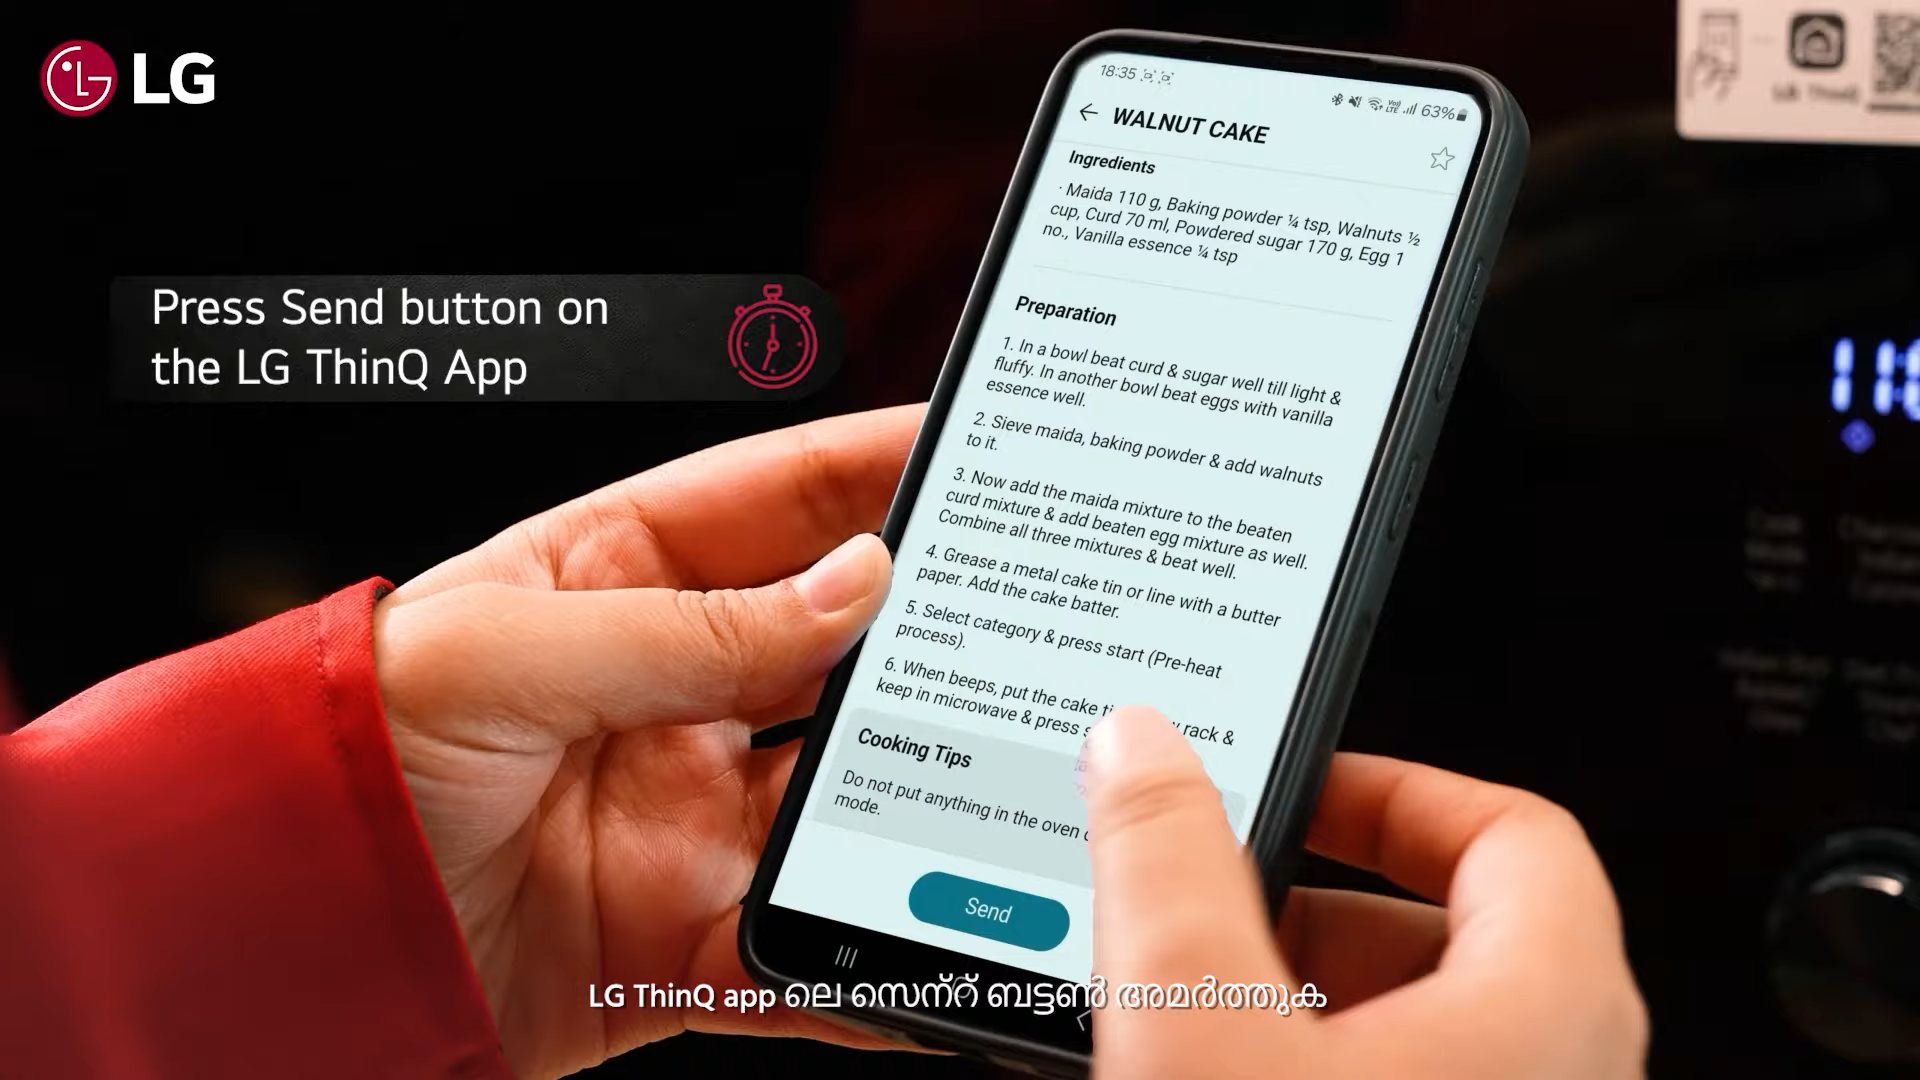 LG
Press Send button on
the LG ThinQ App
18:35
63%
WALNUT CAKE
Ingredients
· Maida 110 g, Baking powder ¼ tsp, Walnuts ½
cup, Curd 70 ml, Powdered sugar 170 g, Egg 1
no., Vanilla essence ¼ tsp
Preparation
1. In a bowl beat curd & sugar well till light &
fluffy. In another bowl beat eggs with vanilla
essence well.
2. Sieve maida, baking powder & add walnuts
to it.
3. Now add the maida mixture to the beaten
curd mixture & add beaten egg mixture as well.
Combine all three mixtures & beat well.
4. Grease a metal cake tin or line with a butter
paper. Add the cake batter.
5. Select category & press start (Pre-heat
process).
6. When beeps, put the cake rack &
keep in microwave & press
Cooking Tips
Do not put anything in the oven
mode.
Send
LG ThinQ app ലെ സെന്റ് ബട്ടൺ അമർത്തുക
LG ThinQ